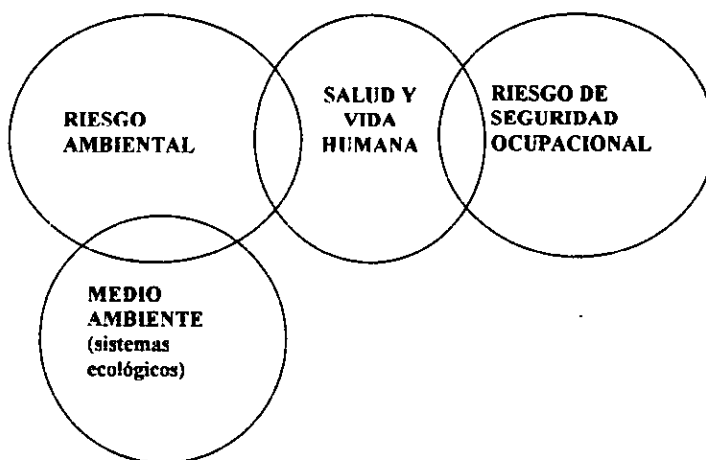 RIESGO
AMBIENTAL
SALUD Y
VIDA
HUMANA
RIESGO DE
SEGURIDAD
OCUPACIONAL
MEDIO
AMBIENTE
(sistemas
ecológicos)